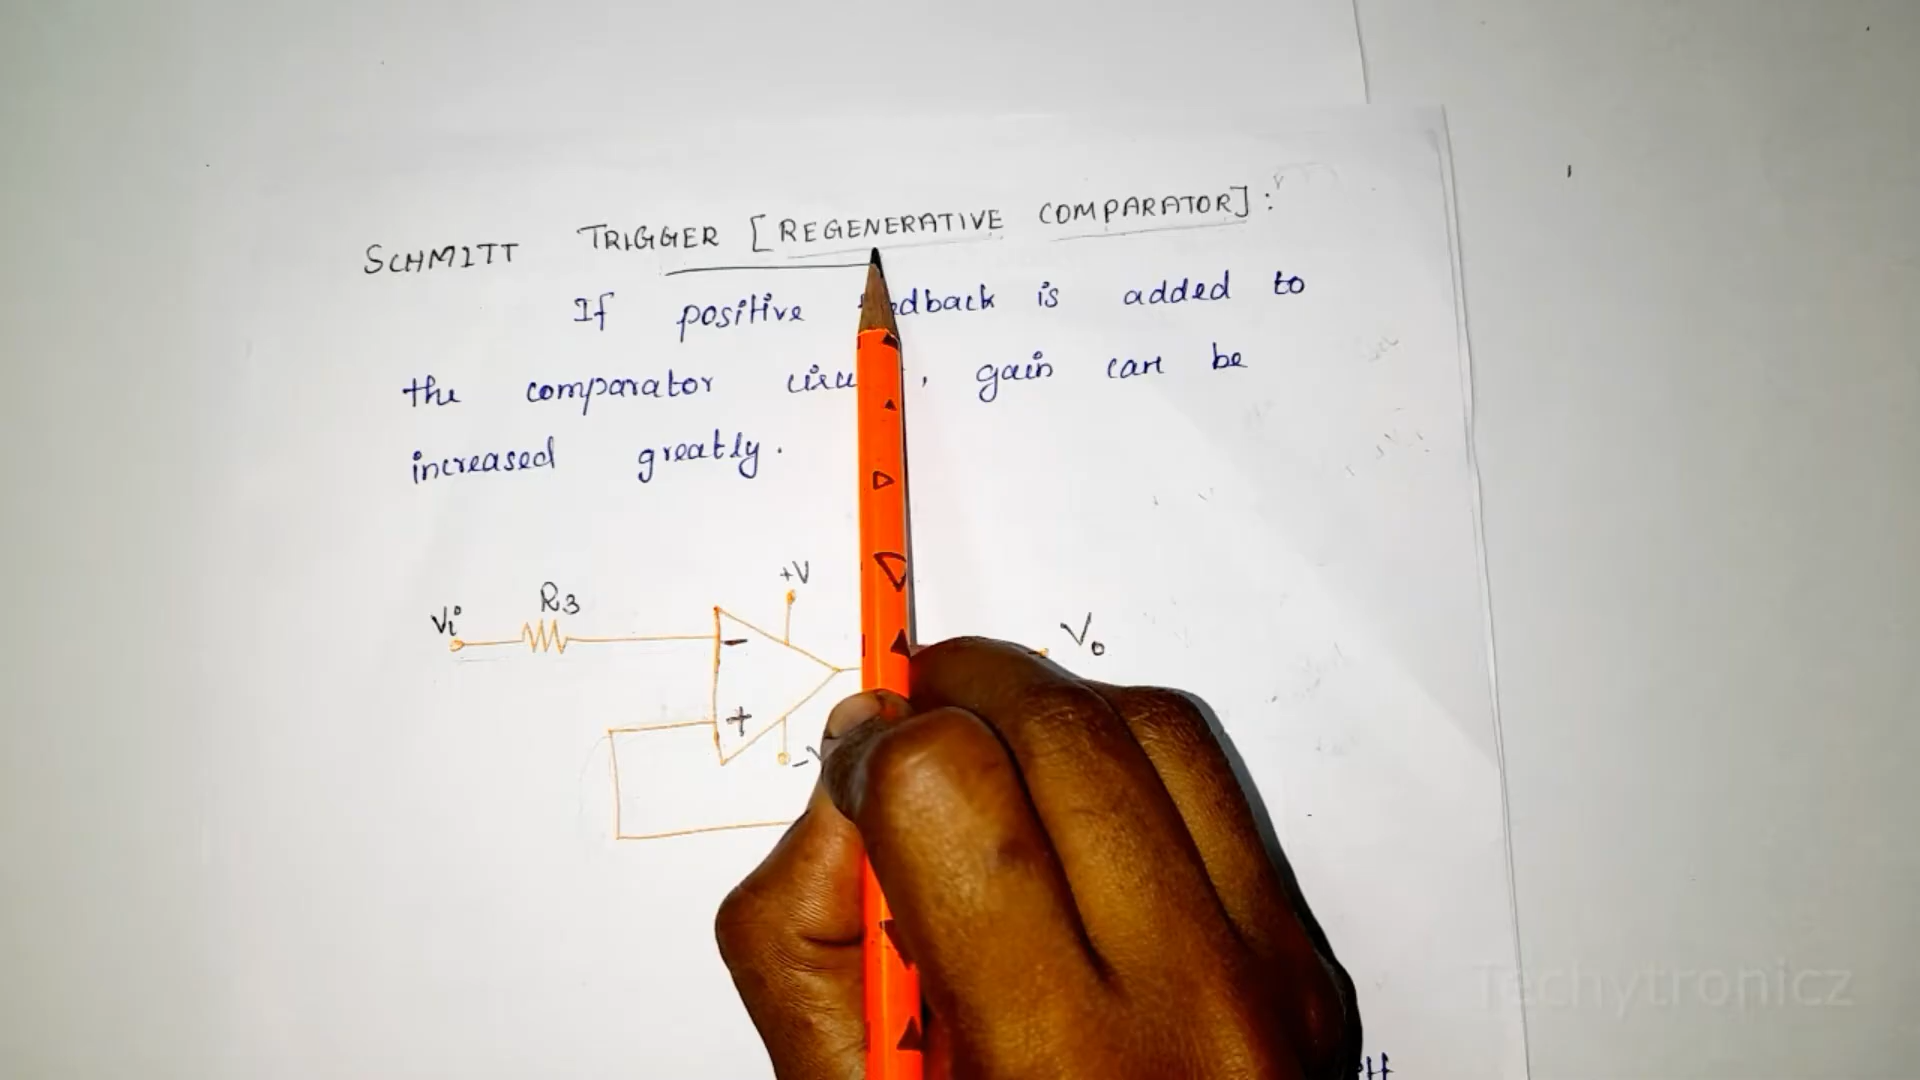 SCHMITT TRIGGER [REGENERATIVE COMPARATOR]:
If positive is added to
the comparator , gain can be
increased greatly.
+V
R3
Vi
Vo
-
+
Techytronicz